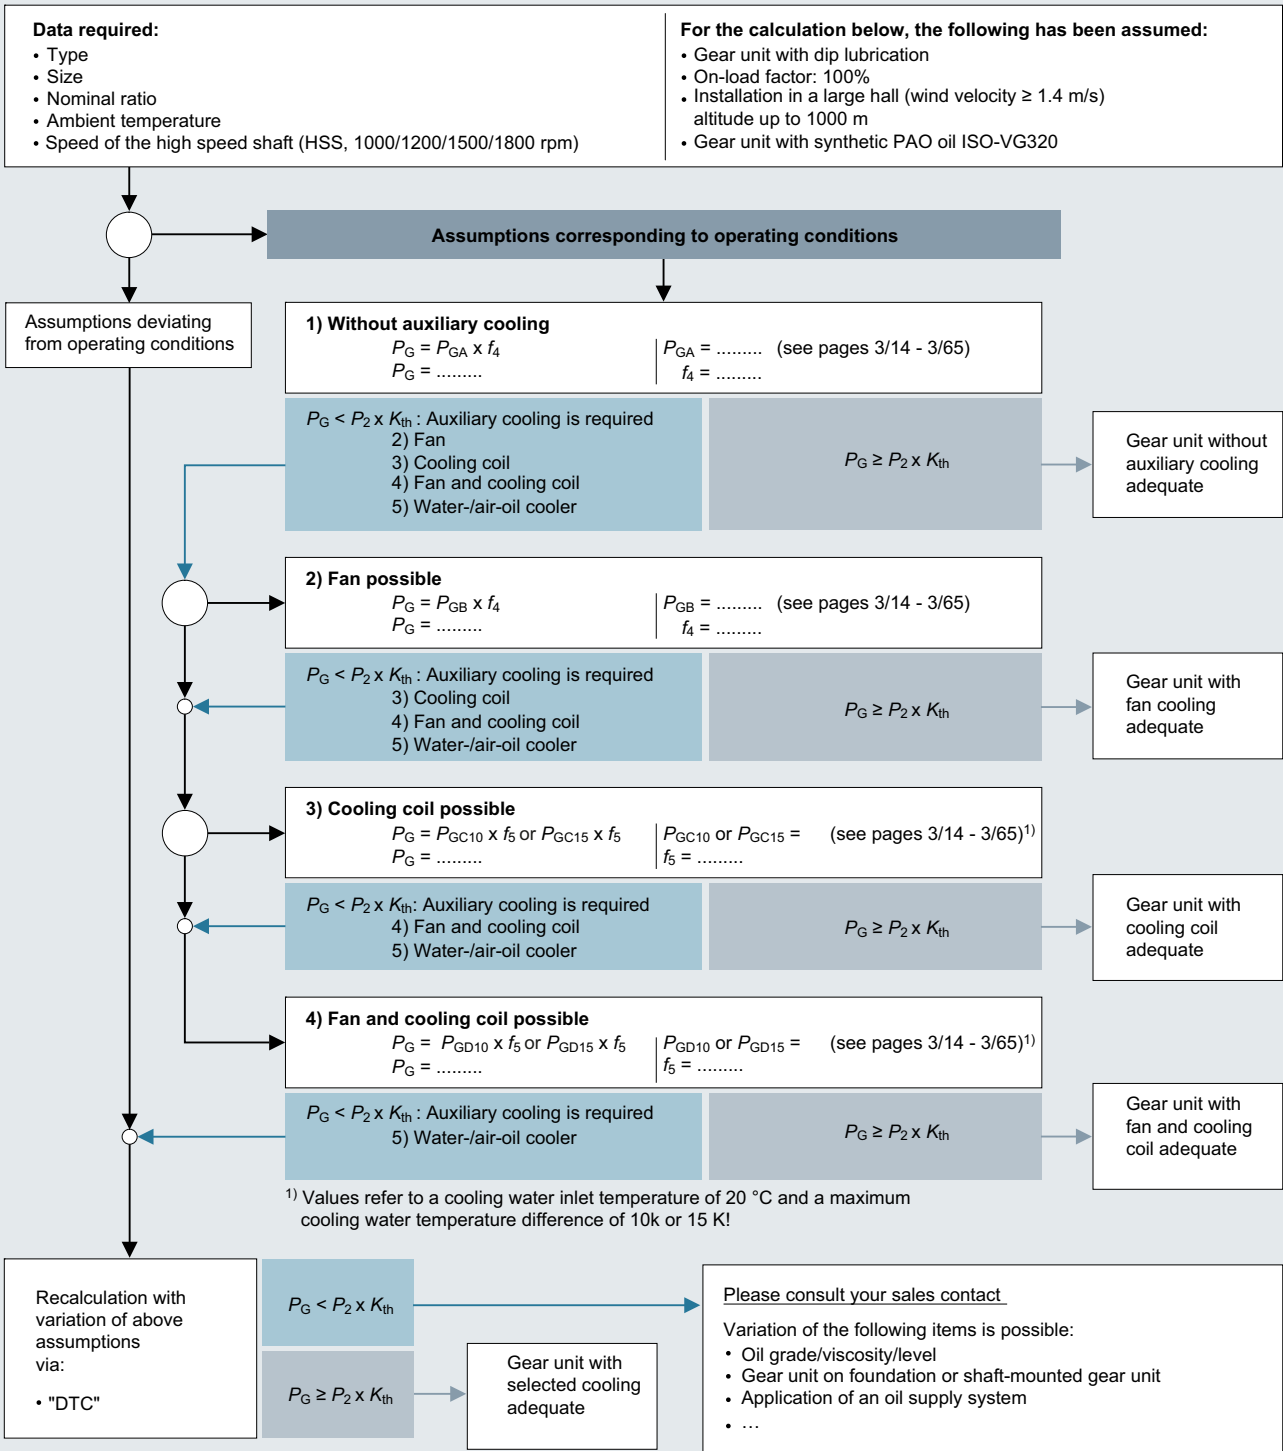 Data required:
• Type
• Size
• Nominal ratio
• Ambient temperature
• Speed of the high speed shaft (HSS, 1000/1200/1500/1800 rpm)
For the calculation below, the following has been assumed:
• Gear unit with dip lubrication
• On-load factor: 100%
• Installation in a large hall (wind velocity ≥ 1.4 m/s)
altitude up to 1000 m
• Gear unit with synthetic PAO oil ISO-VG320
Assumptions corresponding to operating conditions
Assumptions deviating
from operating conditions
1) Without auxiliary cooling
PG = PGA x f4
PG = .........
PGA = ......... (see pages 3/14 - 3/65)
f4 = .........
PG < P2 x Kth : Auxiliary cooling is required
2) Fan
3) Cooling coil
4) Fan and cooling coil
5) Water-/air-oil cooler
PG ≥ P2 x Kth
Gear unit without
auxiliary cooling
adequate
2) Fan possible
PG = PGB x f4
PG = .........
PGB = ......... (see pages 3/14 - 3/65)
f4 = .........
PG < P2 x Kth : Auxiliary cooling is required
3) Cooling coil
4) Fan and cooling coil
5) Water-/air-oil cooler
PG ≥ P2 x Kth
Gear unit with
fan cooling
adequate
3) Cooling coil possible
PG = PGC10 x f5 or PGC15 x f5
PG = .........
PGC10 or PGC15 = (see pages 3/14 - 3/65)1)
f5 = .........
PG < P2 x Kth: Auxiliary cooling is required
4) Fan and cooling coil
5) Water-/air-oil cooler
PG ≥ P2 x Kth
Gear unit with
cooling coil
adequate
4) Fan and cooling coil possible
PG = PGD10 x f5 or PGD15 x f5
PG = .........
PGD10 or PGD15 = (see pages 3/14 - 3/65)1)
f5 = .........
PG < P2 x Kth : Auxiliary cooling is required
5) Water-/air-oil cooler
PG ≥ P2 x Kth
Gear unit with
fan and cooling
coil adequate
1) Values refer to a cooling water inlet temperature of 20 °C and a maximum
cooling water temperature difference of 10k or 15 K!
Recalculation with
variation of above
assumptions
via:
• "DTC"
PG < P2 x Kth
PG ≥ P2 x Kth
Gear unit with
selected cooling
adequate
Please consult your sales contact
Variation of the following items is possible:
• Oil grade/viscosity/level
• Gear unit on foundation or shaft-mounted gear unit
• Application of an oil supply system
• …